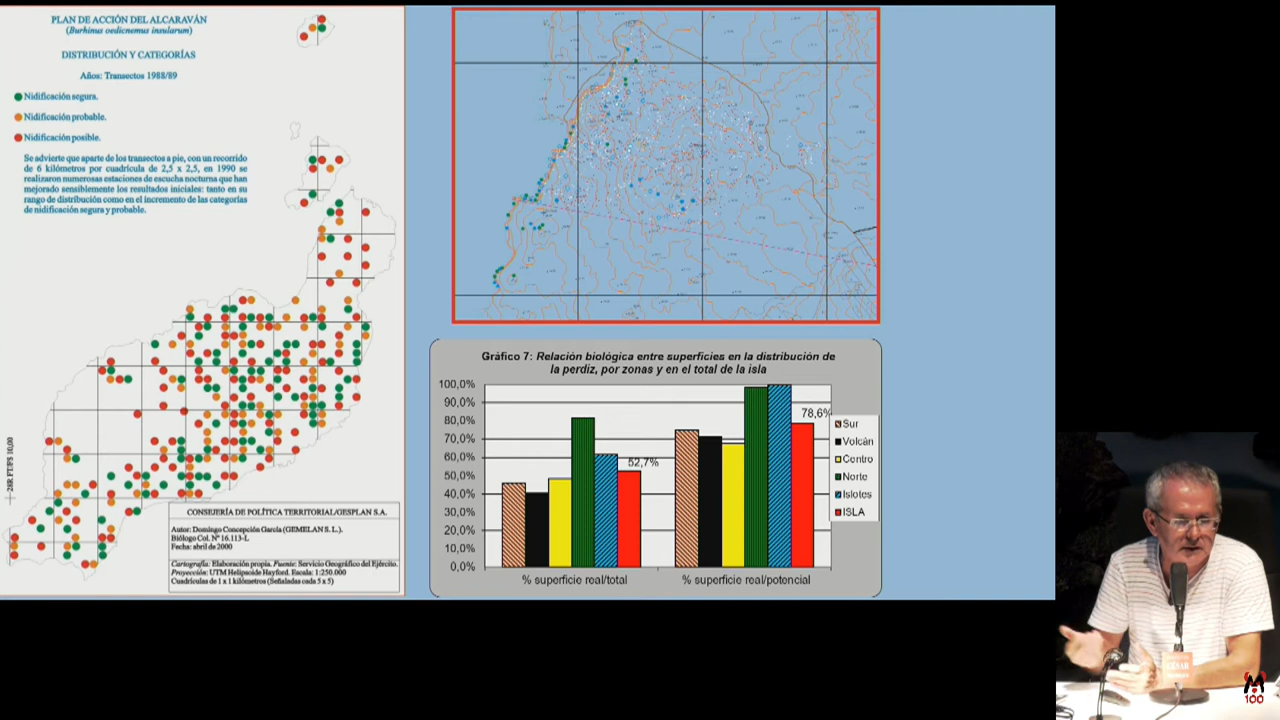 PLAN DE ACCIÓN DEL ALCARAVÁN
(Burhinus oedicnemus insularum)
DISTRIBUCIÓN Y CATEGORÍAS
Años: Transectos 1988/89
Nidificación segura.
Nidificación probable.
Nidificación posible.
Se advierte que aparte de los transectos a pie, con un recorrido
de 6 kilómetros por cuadrícula de 2,5 x 2,5, en 1990 se
realizaron numerosas estaciones de escucha nocturna que han
mejorado sensiblemente los resultados iniciales: tanto en su
rango de distribución como en el incremento de las categorías
de nidificación segura y probable.
CONSEJERÍA DE POLÍTICA TERRITORIAL/GESPLAN S.A.
Autor: Domingo Concepción García (GEMELAN S. L.).
Biólogo Col. Nº 16.113-L
Fecha: abril de 2000
Cartografía: Elaboración propia. Fuente: Servicio Geográfico del Ejército.
Proyección: UTM Helipsoide Hayford. Escala: 1:250.000
Cuadrículas de 1 x 1 kilómetros (Señaladas cada 5 x 5)
Gráfico 7: Relación biológica entre superficies en la distribución de
la perdiz, por zonas y en el total de la isla
100,0%
90,0%
80,0%
70,0%
60,0%
50,0%
40,0%
30,0%
20,0%
10,0%
0,0%
52,7%
78,6%
% superficie real/total
% superficie real/potencial
Sur
Volcán
Centro
Norte
Islotes
ISLA
CÉSAR
M
100